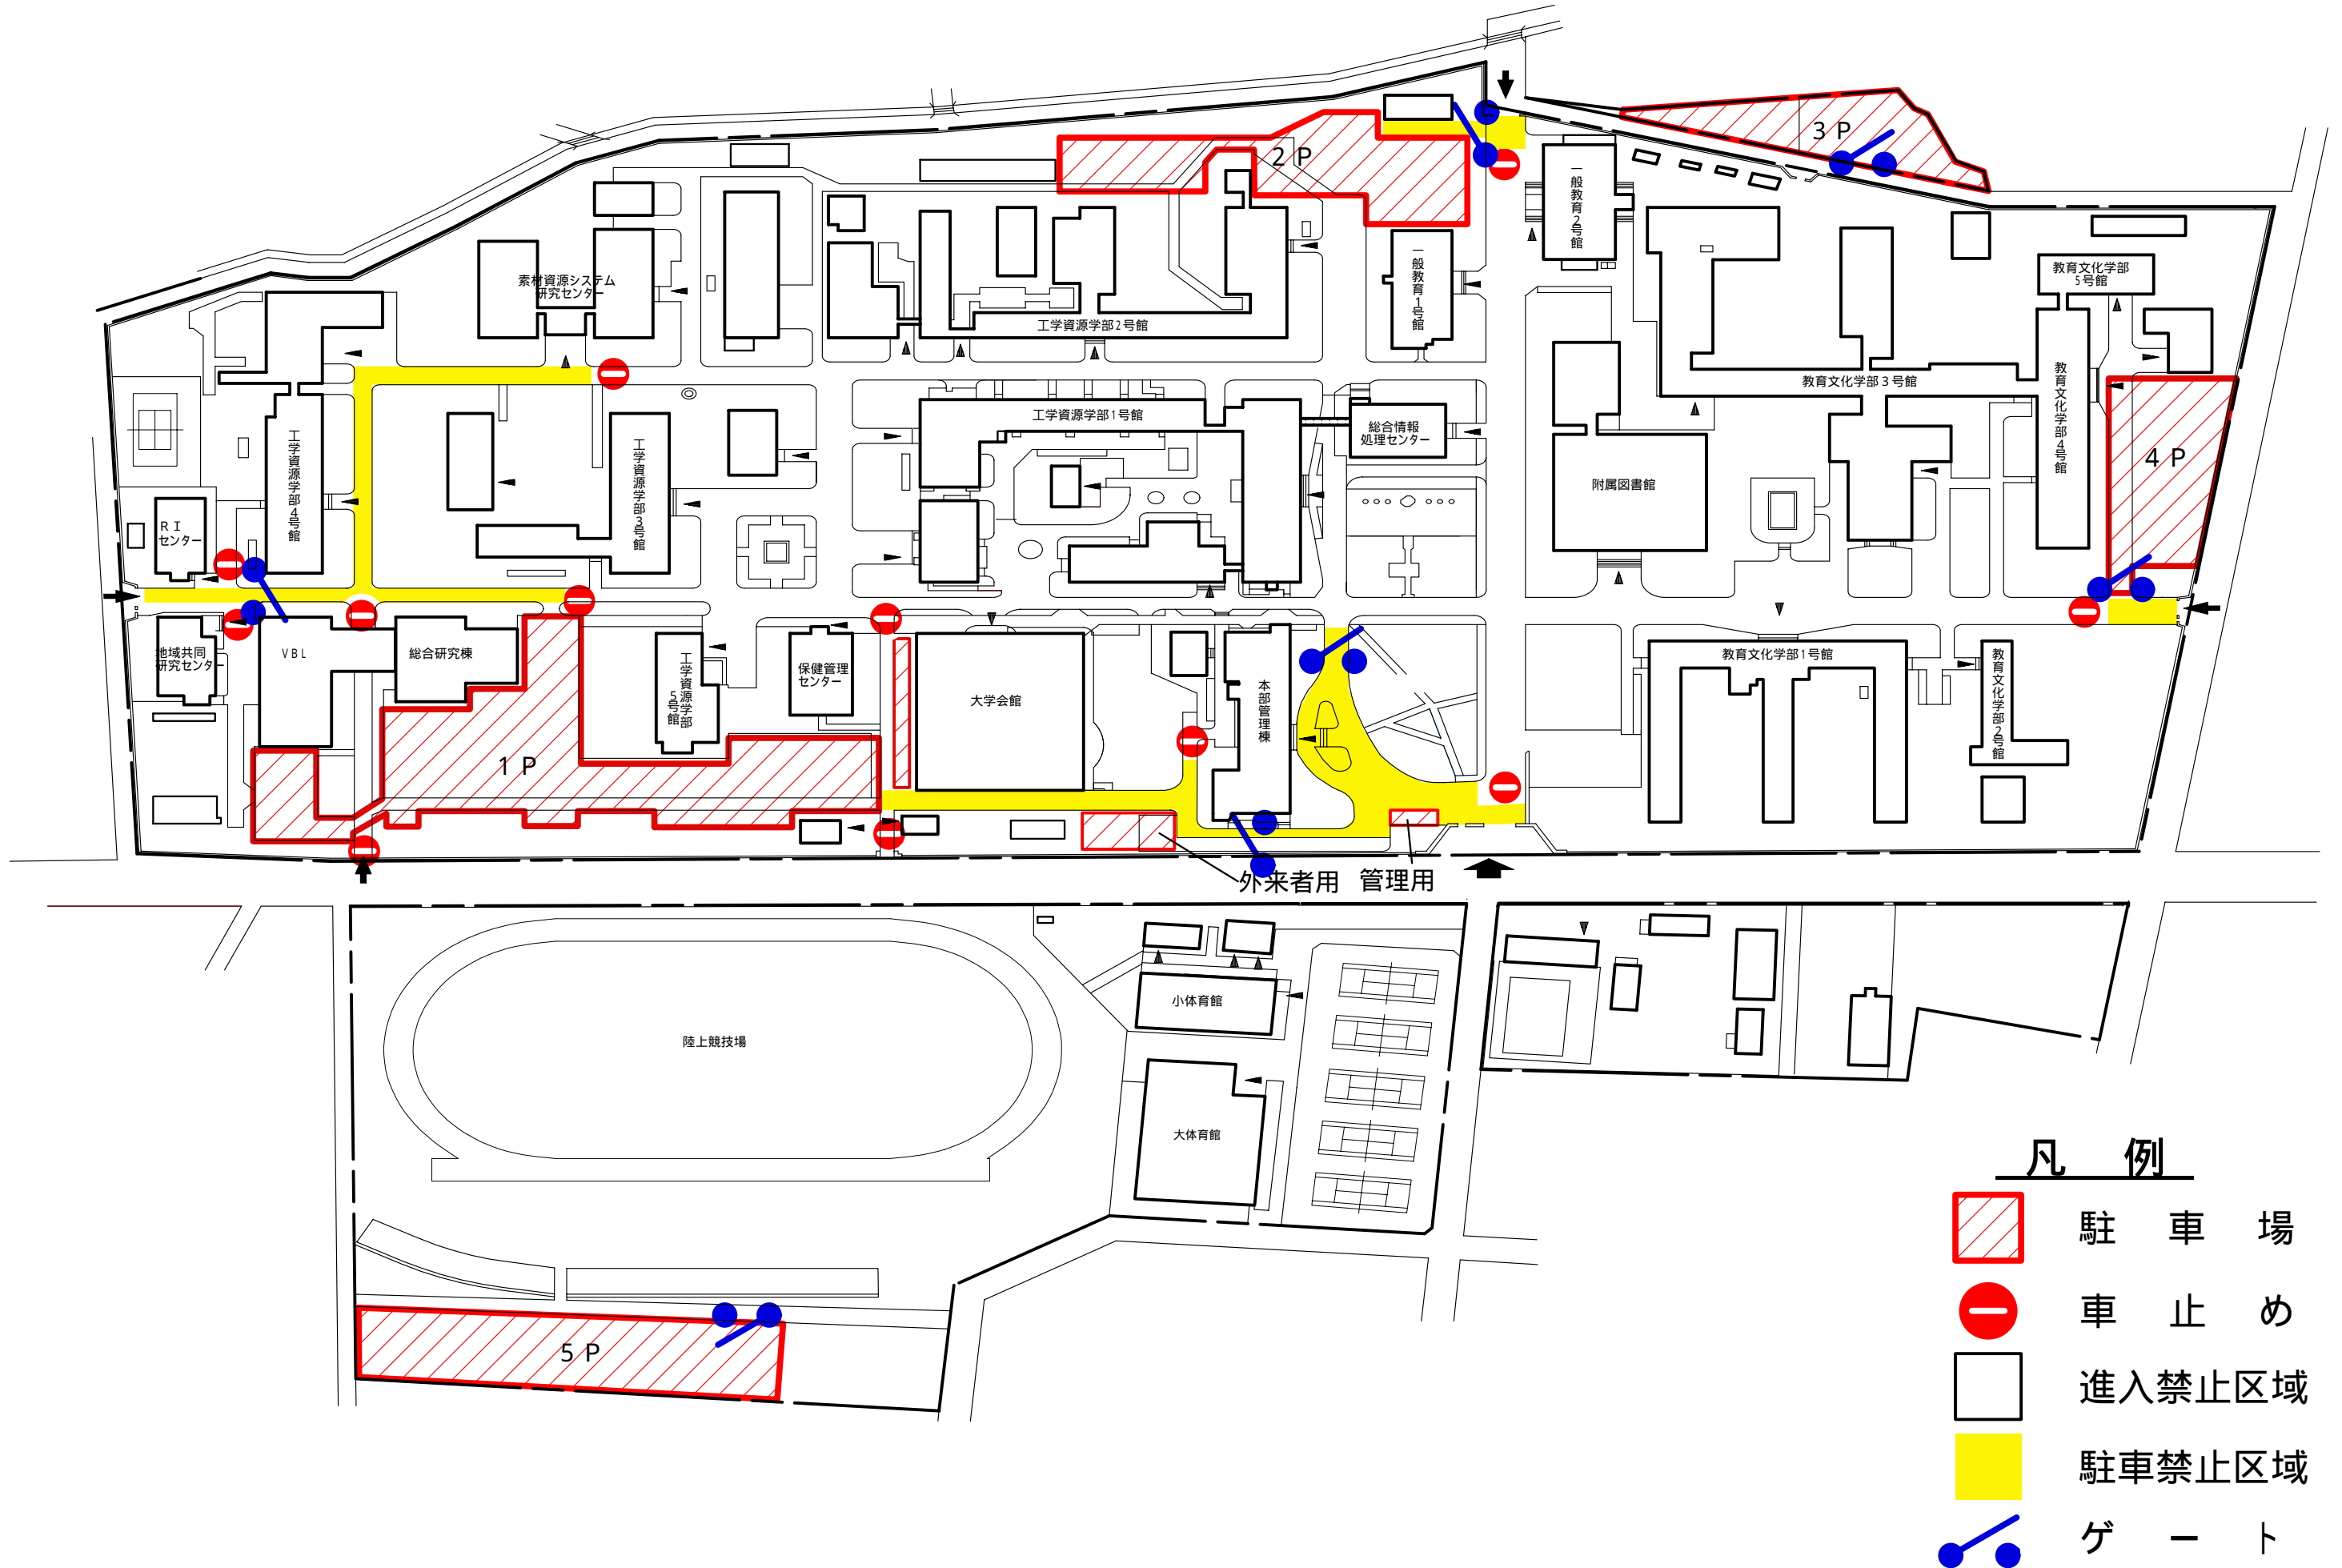 2 P
3 P
一般教育2号館
一般教育1号館
素材資源システム
研究センター
工学資源学部2号館
教育文化学部
5号館
教育文化学部3号館
教育文化学部4号館
4 P
工学資源学部1号館
総合情報
処理センター
工学資源学部4号館
工学資源学部3号館
附属図書館
RI
センター
地域共同
研究センター
VBL
総合研究棟
工学資源学部
5号館
保健管理
センター
大学会館
本部管理棟
教育文化学部1号館
教育文化学部2号館
1 P
外来者用
管理用
陸上競技場
小体育館
大体育館
5 P
凡 例
駐 車 場
車 止 め
進入禁止区域
駐車禁止区域
ゲ ー ト